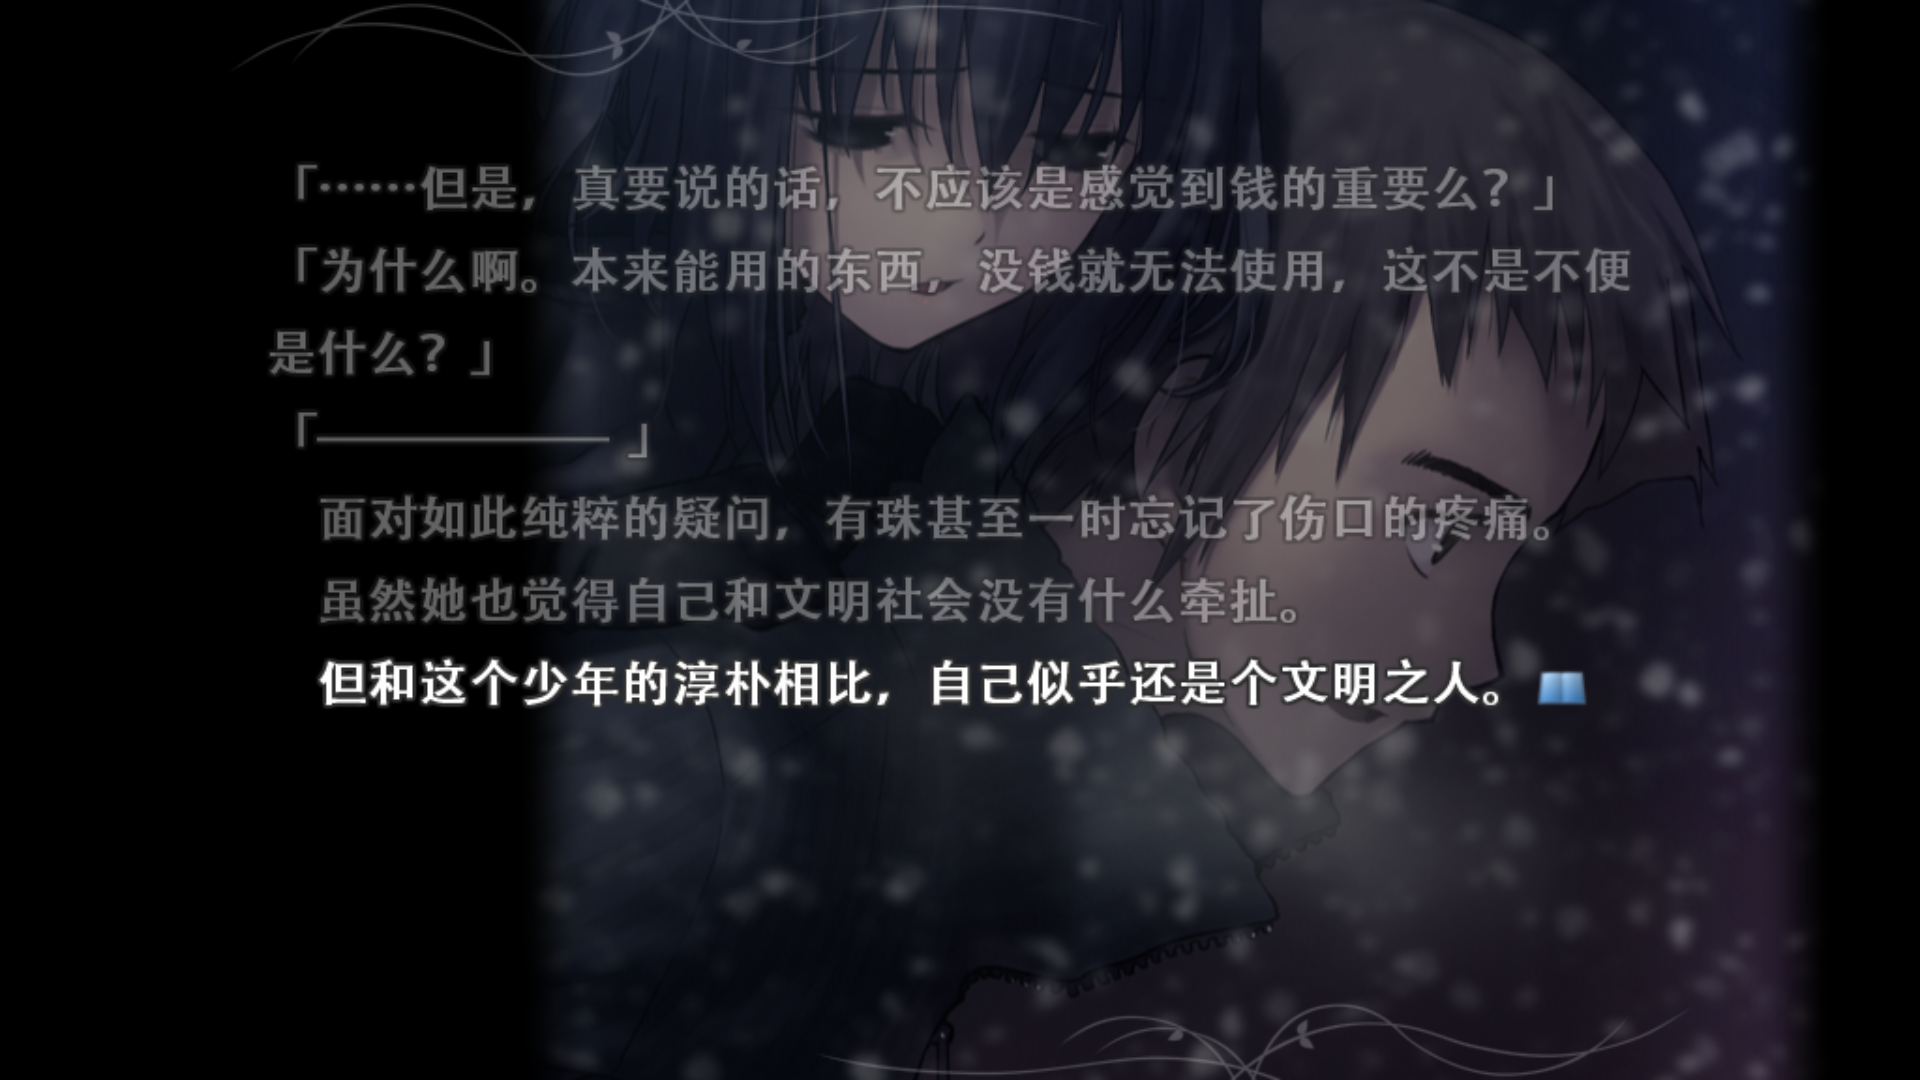 「……但是，真要说的话，不应该是感觉到钱的重要么？」
「为什么啊。本来能用的东西，没钱就无法使用，这不是不便
是什么？」
「——————」
面对如此纯粹的疑问，有珠甚至一时忘记了伤口的疼痛。
虽然她也觉得自己和文明社会没有什么牵扯。
但和这个少年的淳朴相比，自己似乎还是个文明之人。